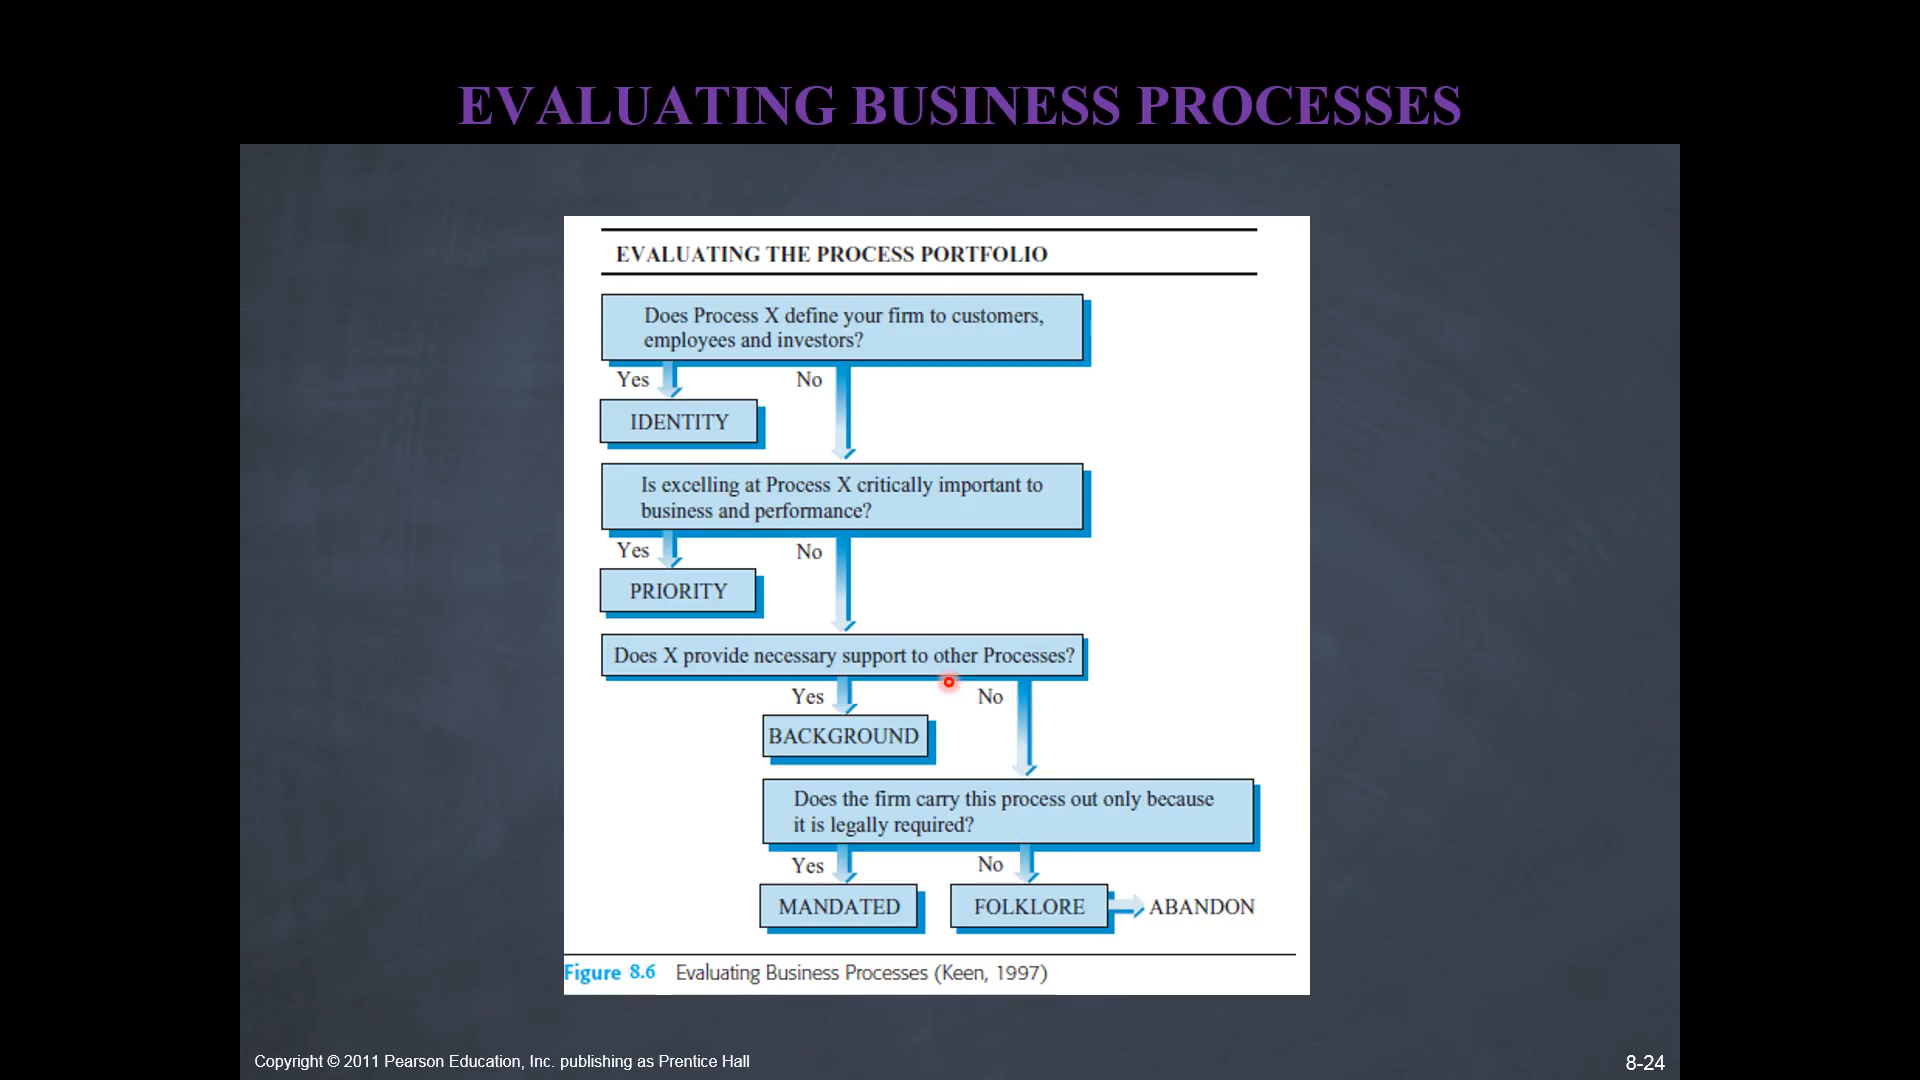 EVALUATING BUSINESS PROCESSES
EVALUATING THE PROCESS PORTFOLIO
Does Process X define your firm to customers,
employees and investors?
Yes
No
IDENTITY
Is excelling at Process X critically important to
business and performance?
Yes
No
PRIORITY
Does X provide necessary support to other Processes?
Yes
No
BACKGROUND
Does the firm carry this process out only because
it is legally required?
Yes
No
MANDATED
FOLKLORE
ABANDON
Figure 8.6 Evaluating Business Processes (Keen, 1997)
Copyright © 2011 Pearson Education, Inc. publishing as Prentice Hall
8-24